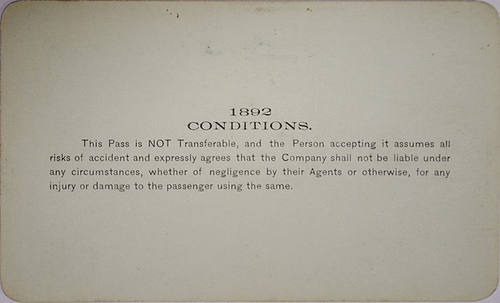 1892
CONDITIONS.
This Pass is NOT Transferable, and the Person accepting it assumes all
risks of accident and expressly agrees that the Company shall not be liable under
any circumstances, whether of negligence by their Agents or otherwise, for any
injury or damage to the passenger using the same.